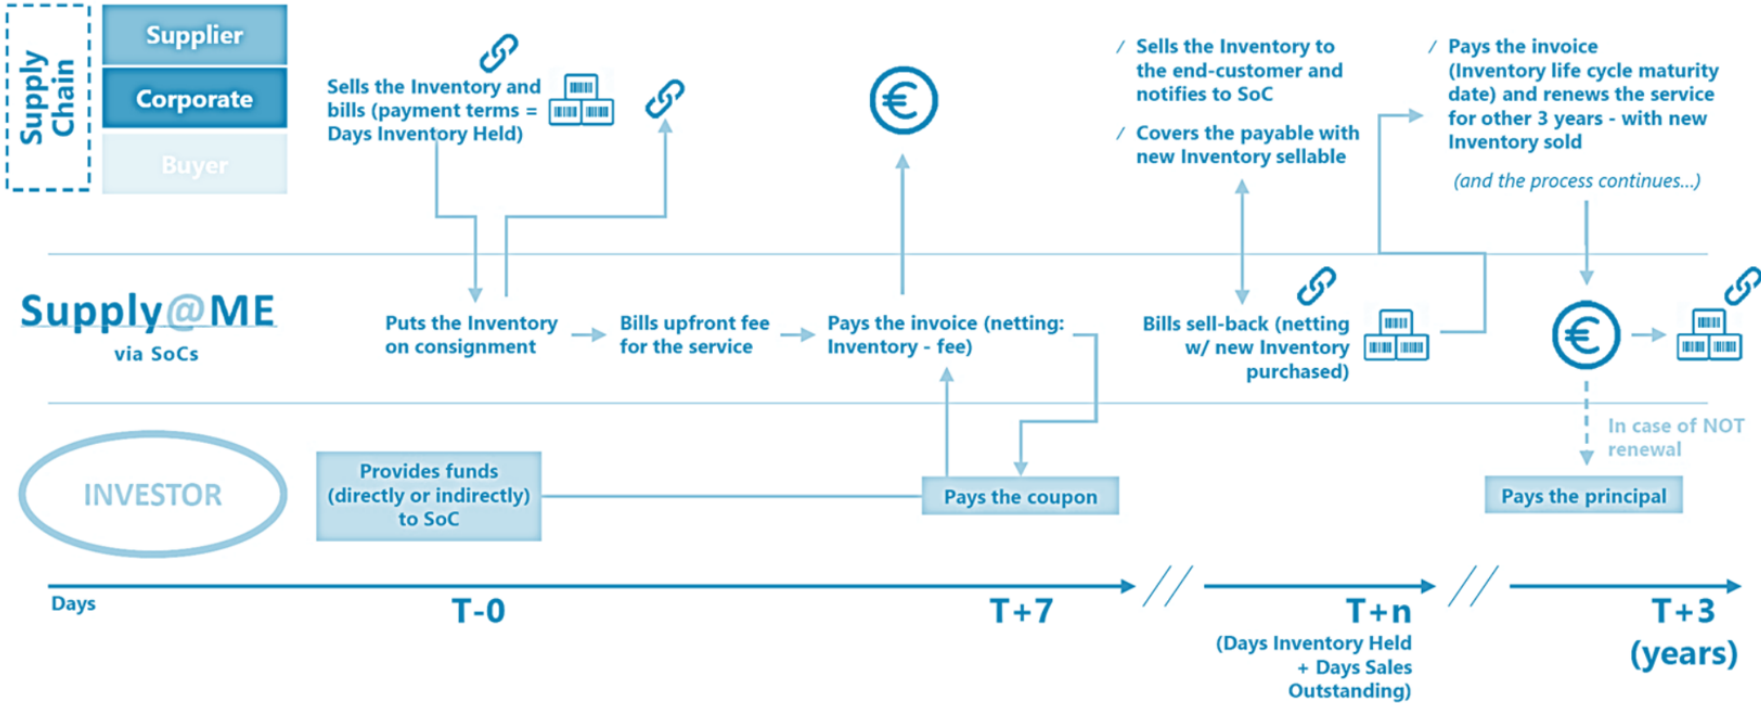 Supply
Chain
Supplier
Corporate
Buyer
Sells the Inventory and
bills (payment terms =
Days Inventory Held)
/ Sells the Inventory to
the end-customer and
notifies to SoC
/ Covers the payable with
new Inventory sellable
/ Pays the invoice
(Inventory life cycle maturity
date) and renews the service
for other 3 years - with new
Inventory sold
(and the process continues...)
Supply@ME
via SoCs
Puts the Inventory
on consignment
Bills upfront fee
for the service
Pays the invoice (netting:
Inventory - fee)
Bills sell-back (netting
w/ new Inventory
purchased)
In case of NOT
renewal
INVESTOR
Provides funds
(directly or indirectly)
to SoC
Pays the coupon
Pays the principal
Days
T-0
T+7
T+n
(Days Inventory Held
+ Days Sales
Outstanding)
T+3
(years)